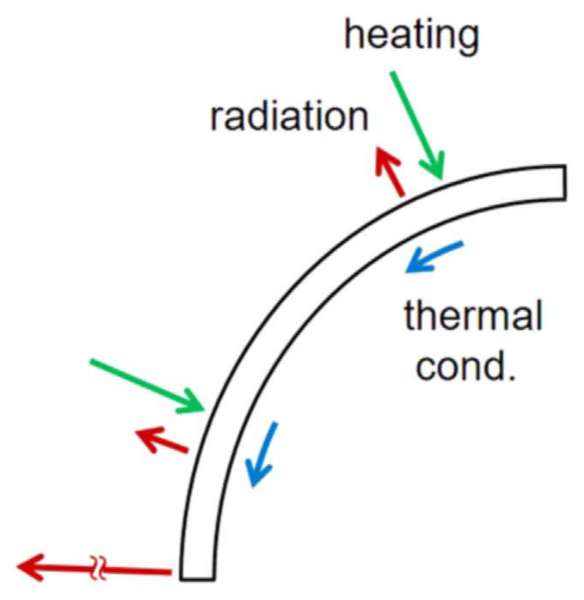 heating
radiation
thermal
cond.